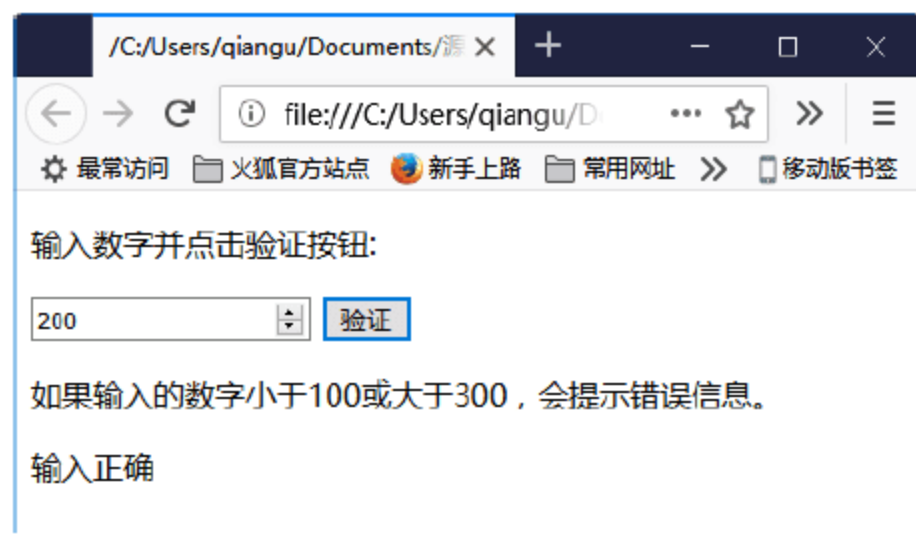 /C:/Users/qiangu/Documents/源
file:///C:/Users/qiangu/D
最常访问 火狐官方站点 新手上路 常用网址 移动版书签
输入数字并点击验证按钮:
200 验证
如果输入的数字小于100或大于300，会提示错误信息。
输入正确